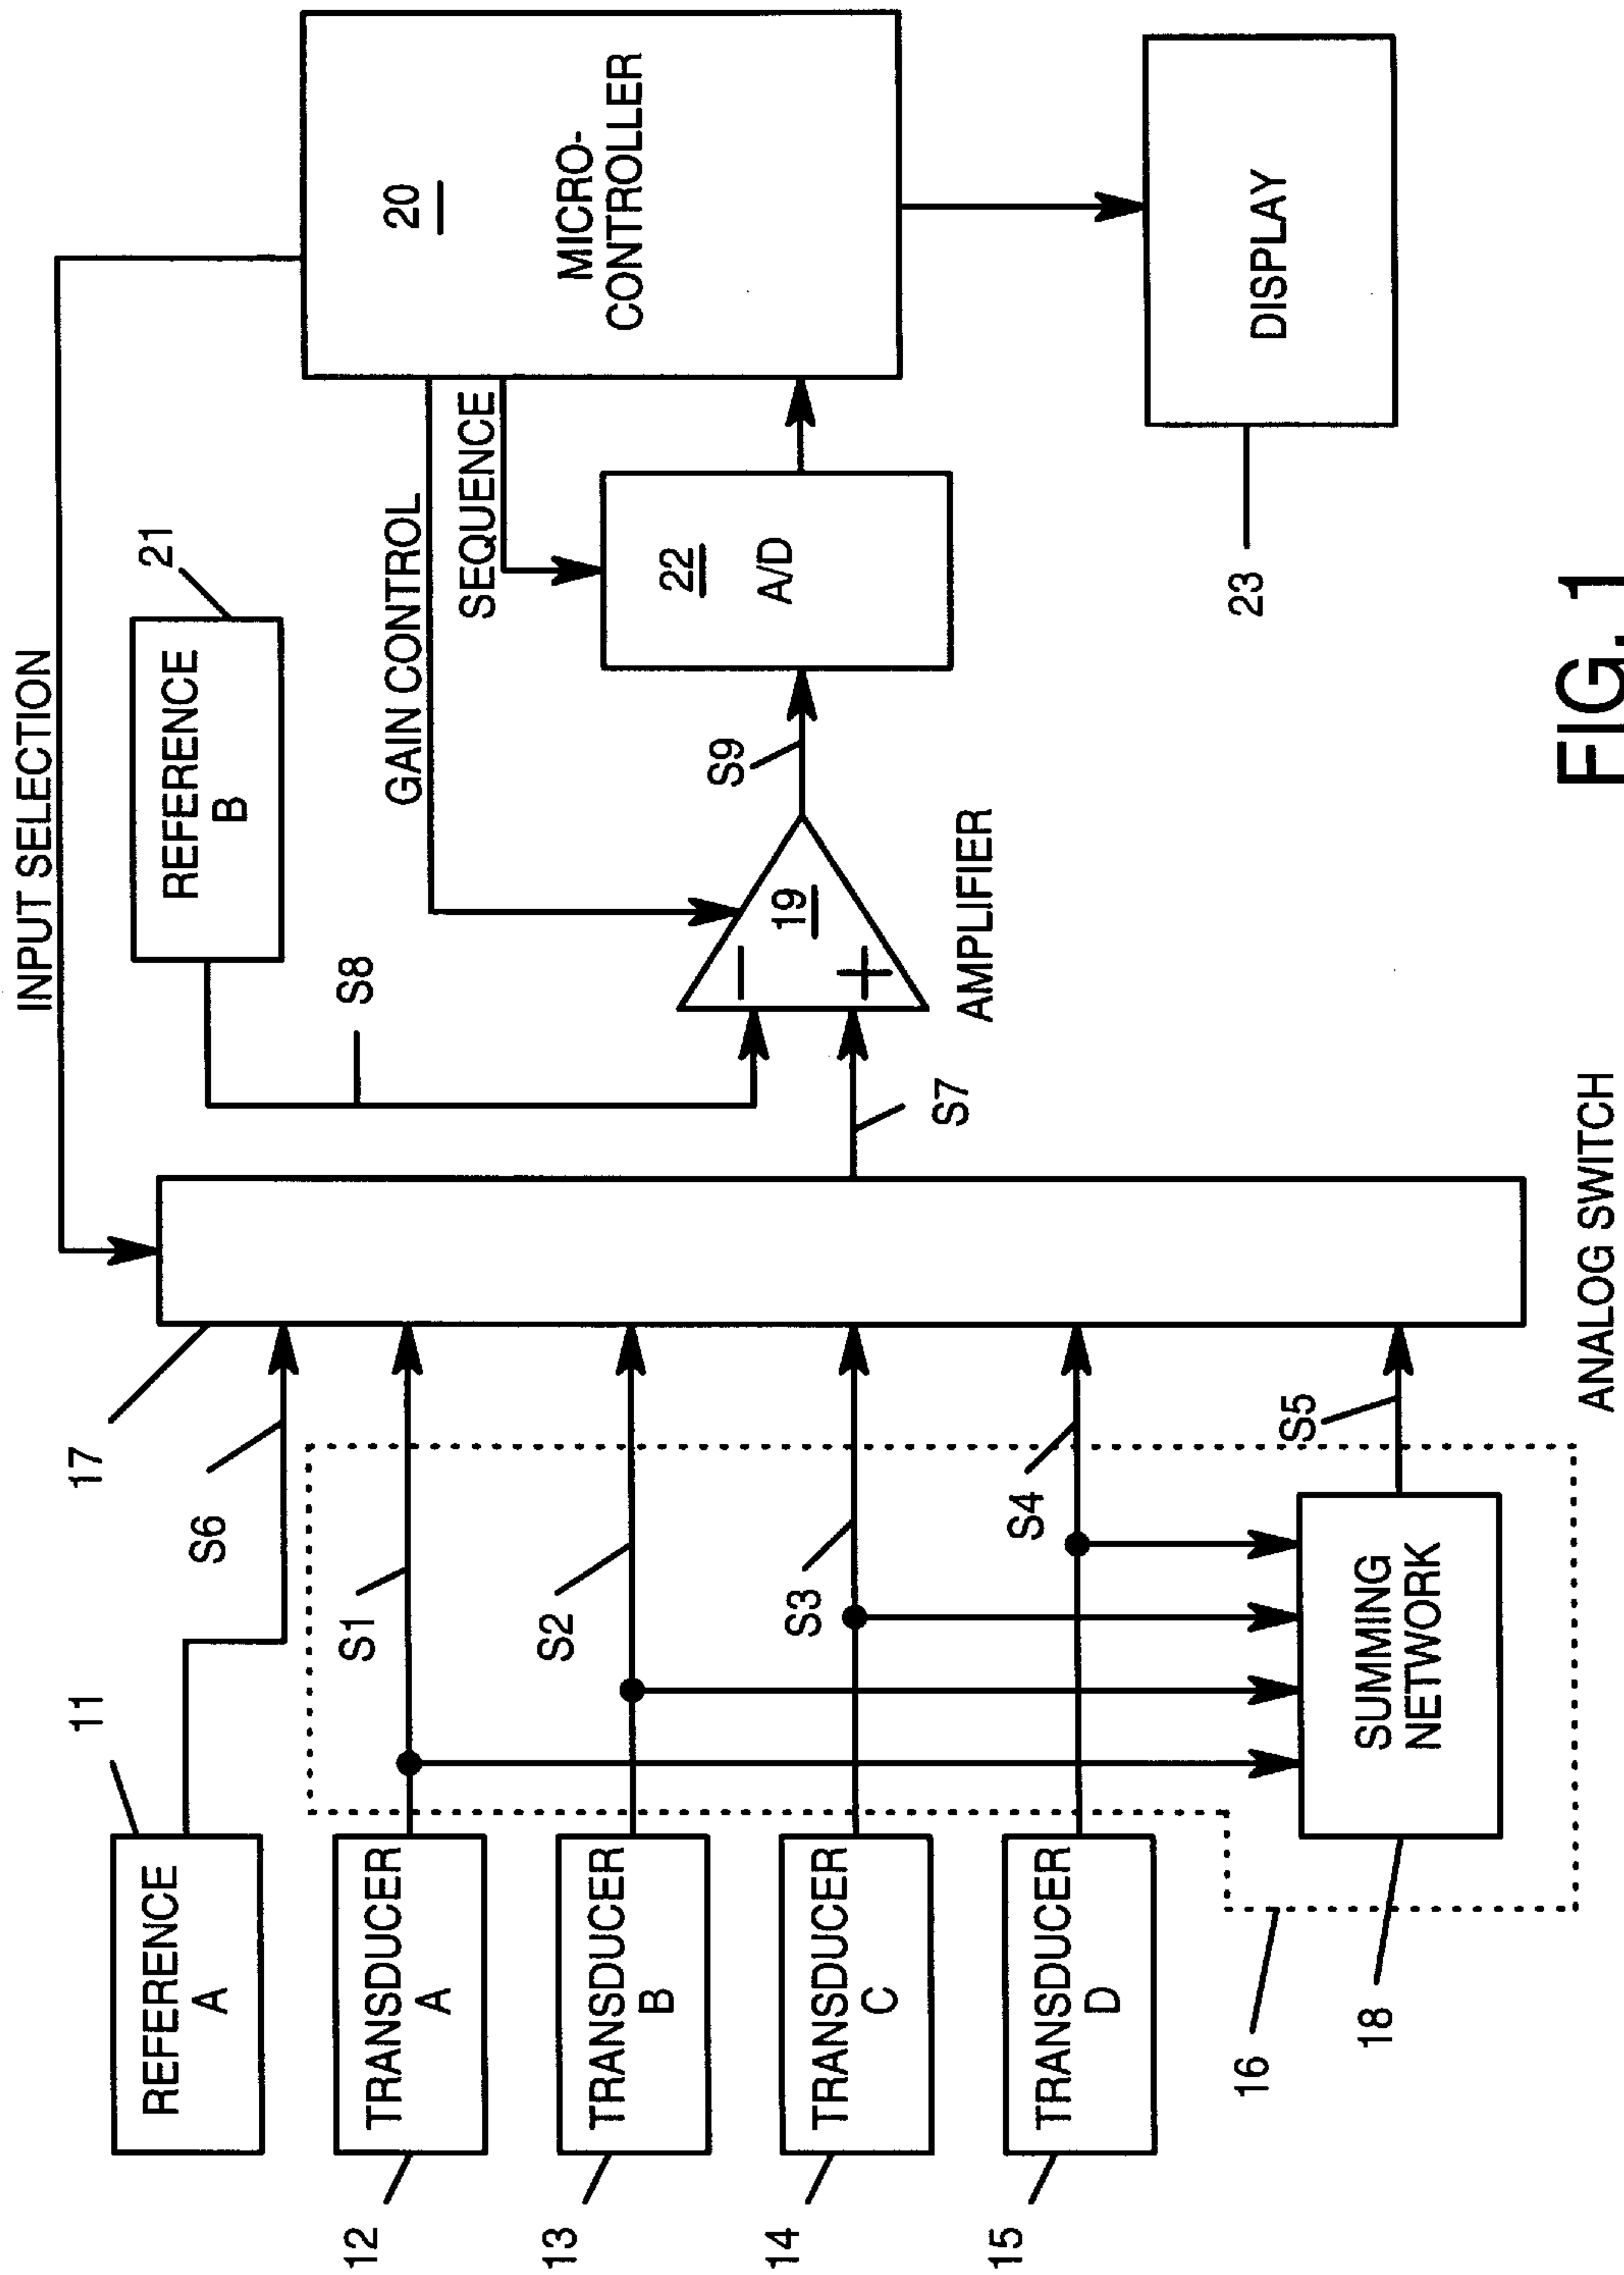 INPUT SELECTION
REFERENCE
B
21
S8
GAIN CONTROL
SEQUENCE
20
MICRO-
CONTROLLER
22
A/D
S9
19
AMPLIFIER
S7
DISPLAY
23
17
11
REFERENCE
A
S6
12
TRANSDUCER
A
S1
13
TRANSDUCER
B
S2
14
TRANSDUCER
C
S3
15
TRANSDUCER
D
S4
S5
16
18
SUMMING
NETWORK
ANALOG SWITCH
FIG. 1